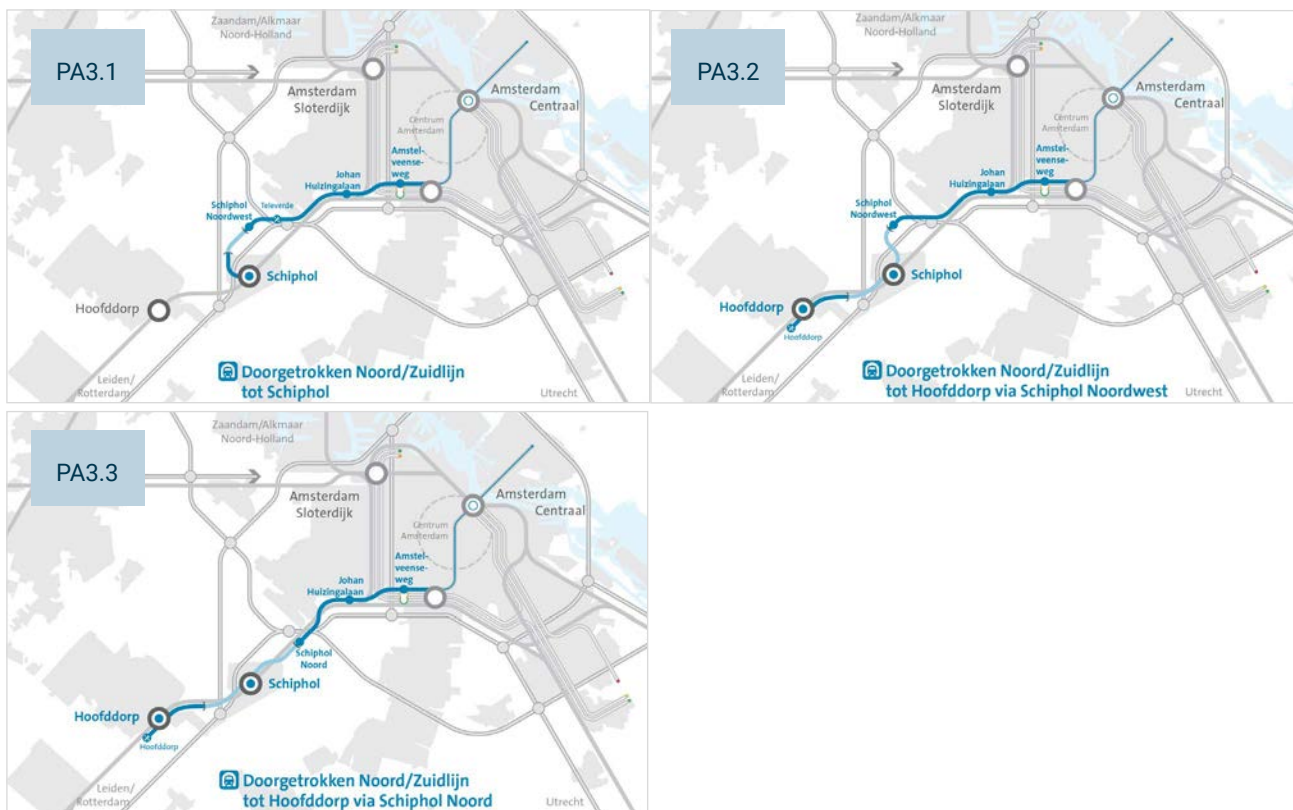 PA3.1
Zaandam/Alkmaar
Noord-Holland
Amsterdam
Sloterdijk
Amsterdam
Centraal
Centrum
Amsterdam
Amstel-
veense-
weg
Johan
Huizingalaan
Schiphol
Noordwest
Televerde
Schiphol
Hoofddorp
Leiden/
Rotterdam
Utrecht
Doorgetrokken Noord/Zuidlijn
tot Schiphol
PA3.2
Zaandam/Alkmaar
Noord-Holland
Amsterdam
Sloterdijk
Amsterdam
Centraal
Centrum
Amsterdam
Amstel-
veense-
weg
Johan
Huizingalaan
Schiphol
Noordwest
Schiphol
Hoofddorp
Hoofddorp
Leiden/
Rotterdam
Utrecht
Doorgetrokken Noord/Zuidlijn
tot Hoofddorp via Schiphol Noordwest
PA3.3
Zaandam/Alkmaar
Noord-Holland
Amsterdam
Sloterdijk
Amsterdam
Centraal
Centrum
Amsterdam
Amstel-
veense-
weg
Johan
Huizingalaan
Schiphol
Noord
Schiphol
Hoofddorp
Hoofddorp
Leiden/
Rotterdam
Utrecht
Doorgetrokken Noord/Zuidlijn
tot Hoofddorp via Schiphol Noord